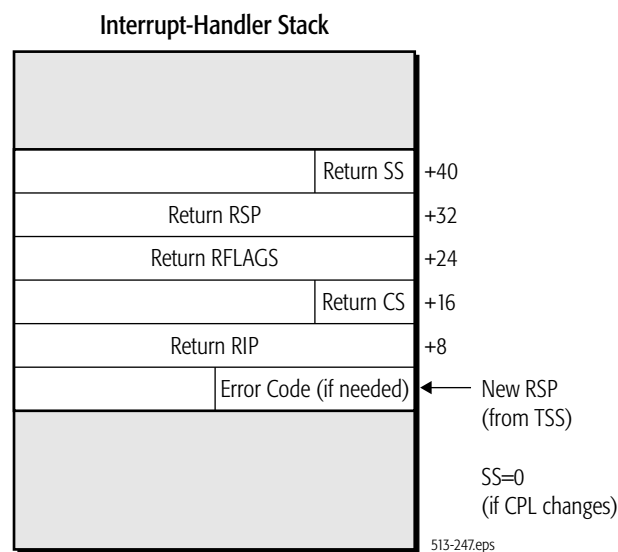 Interrupt-Handler Stack
Return SS +40
Return RSP +32
Return RFLAGS +24
Return CS +16
Return RIP +8
Error Code (if needed) New RSP
(from TSS)
SS=0
(if CPL changes)
513-247.eps